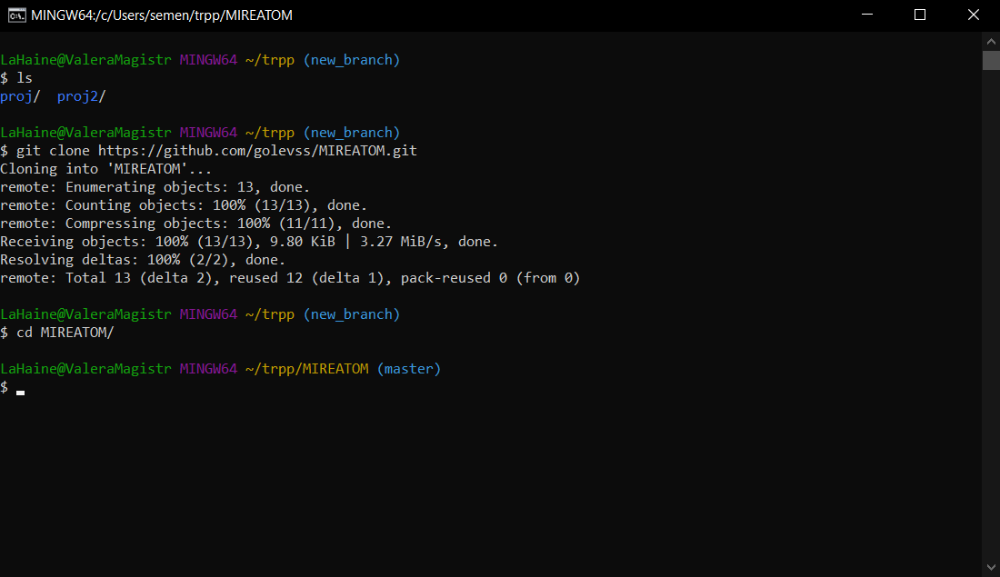 MINGW64:/c/Users/semen/trpp/MIREATOM
LaHaine@ValeraMagistr MINGW64 ~/trpp (new_branch)
$ ls
proj/  proj2/
LaHaine@ValeraMagistr MINGW64 ~/trpp (new_branch)
$ git clone https://github.com/golevss/MIREATOM.git
Cloning into 'MIREATOM'...
remote: Enumerating objects: 13, done.
remote: Counting objects: 100% (13/13), done.
remote: Compressing objects: 100% (11/11), done.
Receiving objects: 100% (13/13), 9.80 KiB | 3.27 MiB/s, done.
Resolving deltas: 100% (2/2), done.
remote: Total 13 (delta 2), reused 12 (delta 1), pack-reused 0 (from 0)
LaHaine@ValeraMagistr MINGW64 ~/trpp (new_branch)
$ cd MIREATOM/
LaHaine@ValeraMagistr MINGW64 ~/trpp/MIREATOM (master)
$